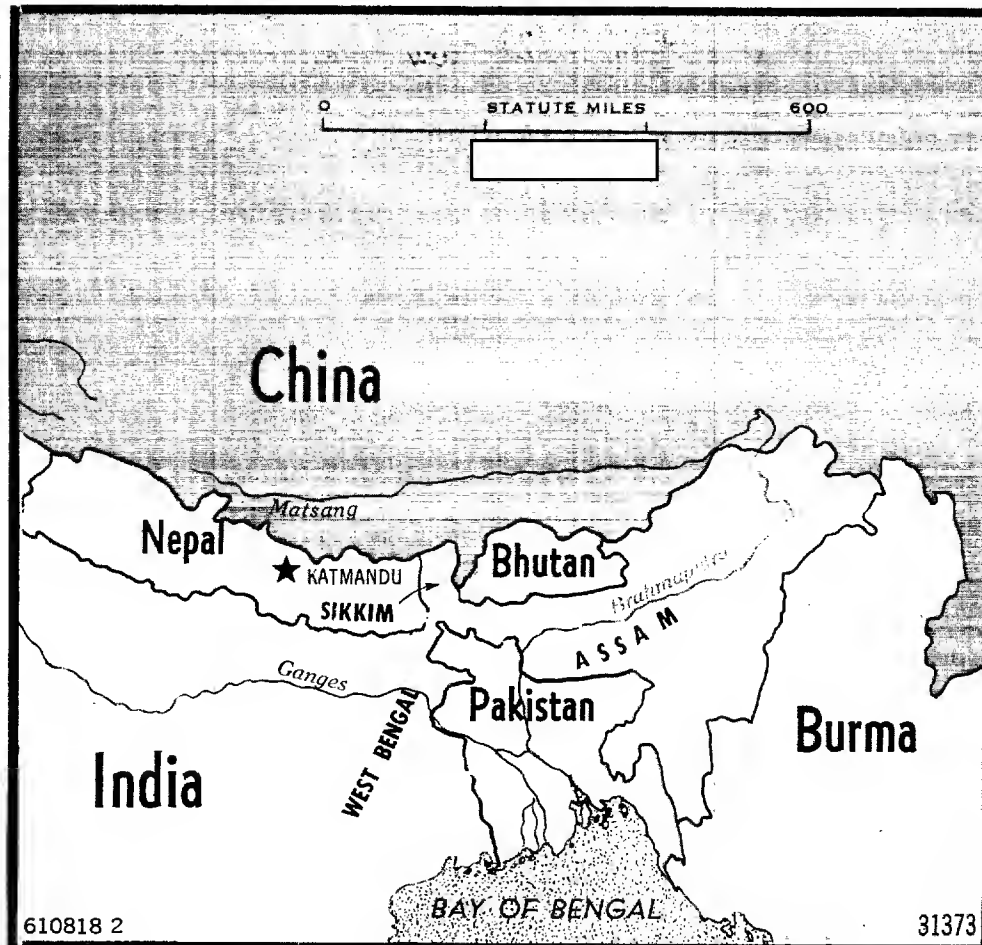 0 STATUTE MILES 600
China
Matsang
Nepal
Bhutan
KATMANDU
SIKKIM
Brahmaputra
ASSAM
Ganges
Pakistan
WEST BENGAL
Burma
India
BAY OF BENGAL
610818 2
31373